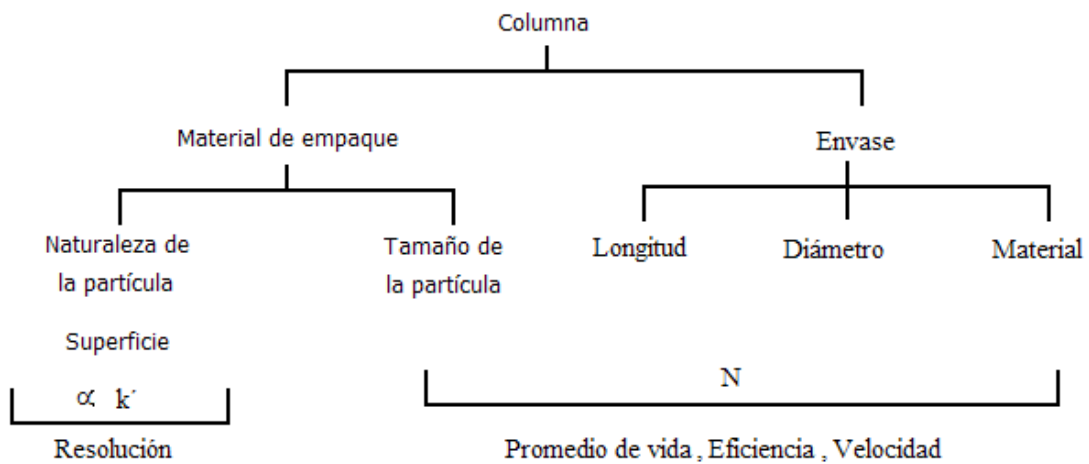 Columna
Material de empaque
Envase
Naturaleza de
la partícula
Tamaño de
la partícula
Longitud
Diámetro
Material
Superficie
∝ k´
N
Resolución
Promedio de vida , Eficiencia , Velocidad